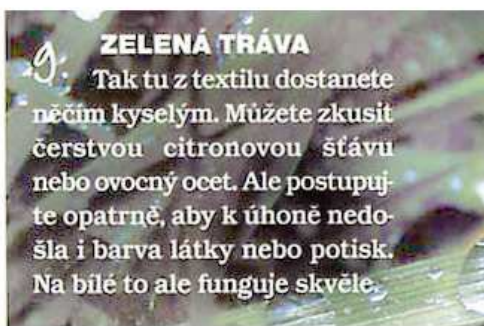 9. ZELENÁ TRÁVA
Tak tu z textilu dostanete
něčím kyselým. Můžete zkusit
čerstvou citronovou šťávu
nebo ovocný ocet. Ale postupuj-
te opatrně, aby k úhoně nedo-
šla i barva látky nebo potisk.
Na bílé to ale funguje skvěle.